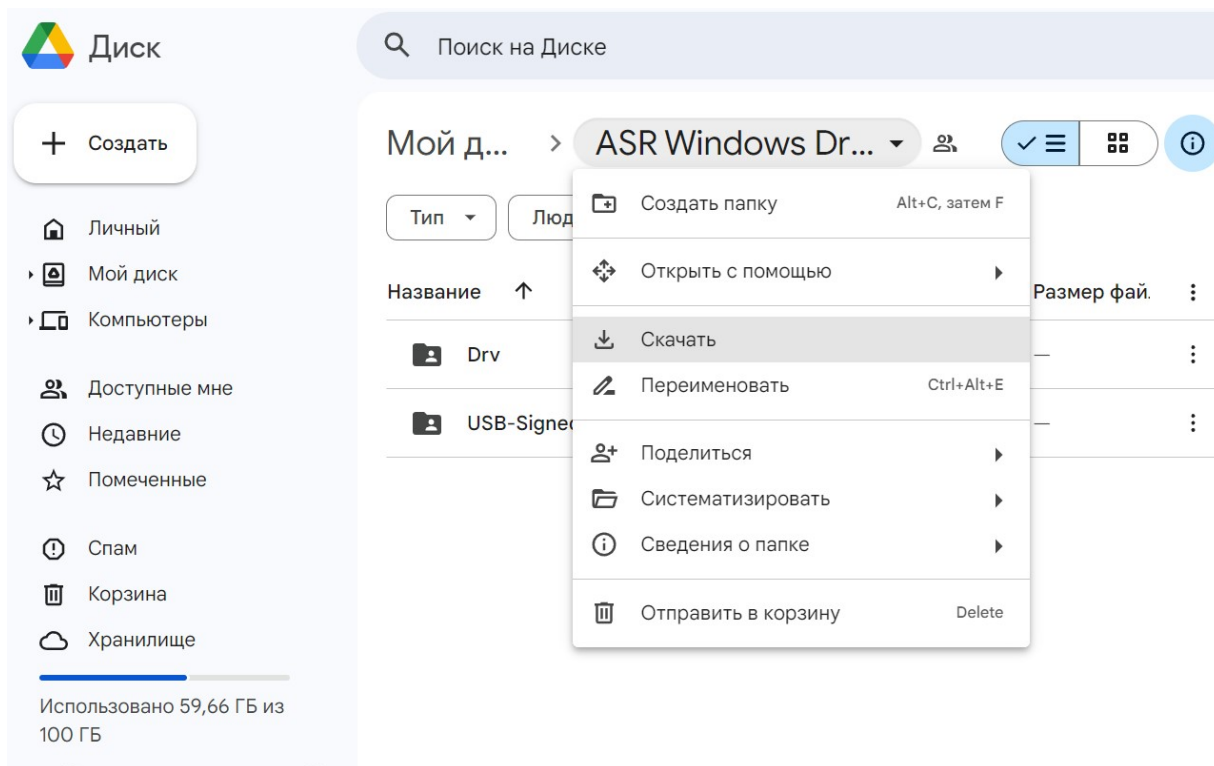 Диск
Поиск на Диске
Создать
Мой д... > ASR Windows Dr...
Тип
Люд
Создать папку Alt+C, затем F
Личный
Мой диск
Компьютеры
Открыть с помощью
Название
Размер фай.
Скачать
Drv
—
Переименовать Ctrl+Alt+E
Доступные мне
Недавние
Помеченные
USB-Signed
—
Поделиться
Систематизировать
Сведения о папке
Спам
Корзина
Хранилище
Отправить в корзину Delete
Использовано 59,66 ГБ из
100 ГБ